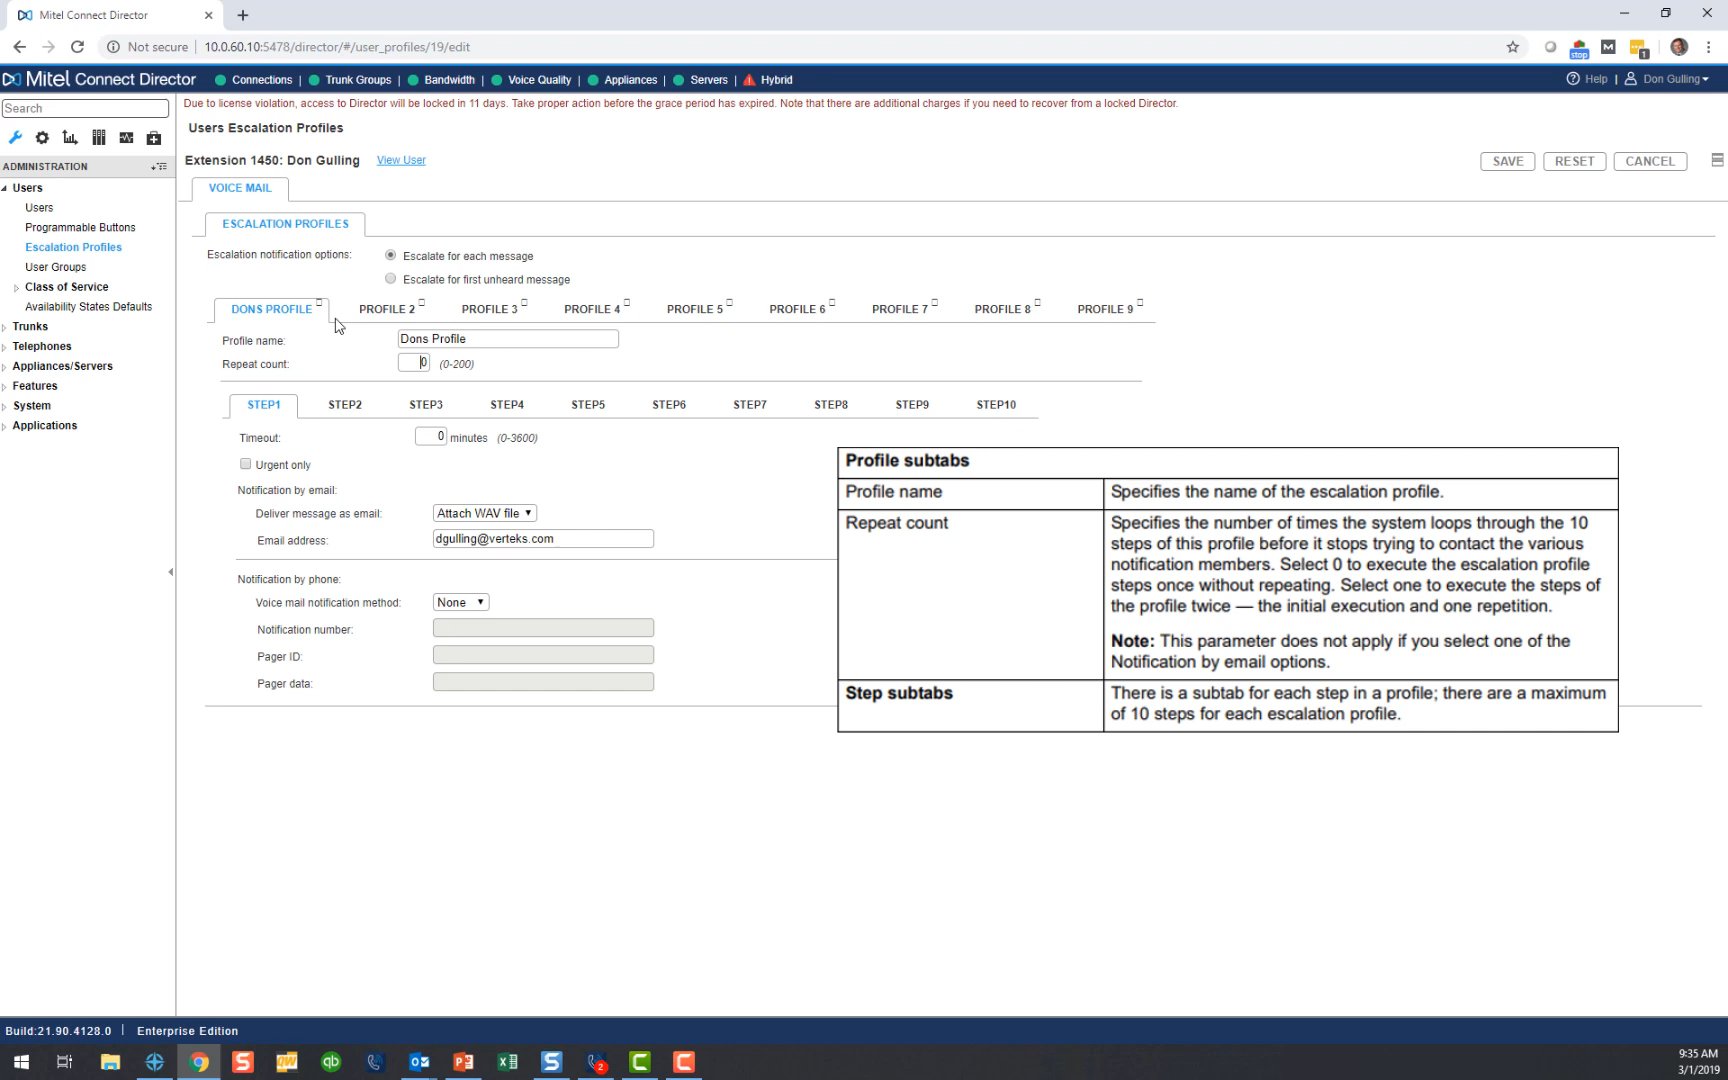 Mitel Connect Director
Not secure | 10.0.60.10:5478/director/#/user_profiles/19/edit
stop
M
1
Mitel Connect Director
Connections | Trunk Groups | Bandwidth | Voice Quality | Appliances | Servers | Hybrid
Help | Don Gulling
Search
Due to license violation, access to Director will be locked in 11 days. Take proper action before the grace period has expired. Note that there are additional charges if you need to recover from a locked Director.
Users Escalation Profiles
Extension 1450: Don Gulling View User
SAVE RESET CANCEL
ADMINISTRATION
Users
Users
Programmable Buttons
Escalation Profiles
User Groups
Class of Service
Availability States Defaults
Trunks
Telephones
Appliances/Servers
Features
System
Applications
VOICE MAIL
ESCALATION PROFILES
Escalation notification options: Escalate for each message
Escalate for first unheard message
DONS PROFILE PROFILE 2 PROFILE 3 PROFILE 4 PROFILE 5 PROFILE 6 PROFILE 7 PROFILE 8 PROFILE 9
Profile name: Dons Profile
Repeat count: 0 (0-200)
STEP1 STEP2 STEP3 STEP4 STEP5 STEP6 STEP7 STEP8 STEP9 STEP10
Timeout: 0 minutes (0-3600)
Urgent only
Notification by email:
Deliver message as email: Attach WAV file
Email address: dgulling@verteks.com
Notification by phone:
Voice mail notification method: None
Notification number:
Pager ID:
Pager data:
Profile subtabs
Profile name Specifies the name of the escalation profile.
Repeat count Specifies the number of times the system loops through the 10
steps of this profile before it stops trying to contact the various
notification members. Select 0 to execute the escalation profile
steps once without repeating. Select one to execute the steps of
the profile twice — the initial execution and one repetition.
Note: This parameter does not apply if you select one of the
Notification by email options.
Step subtabs There is a subtab for each step in a profile; there are a maximum
of 10 steps for each escalation profile.
Build:21.90.4128.0 | Enterprise Edition
S QW qb 2
9:35 AM
3/1/2019